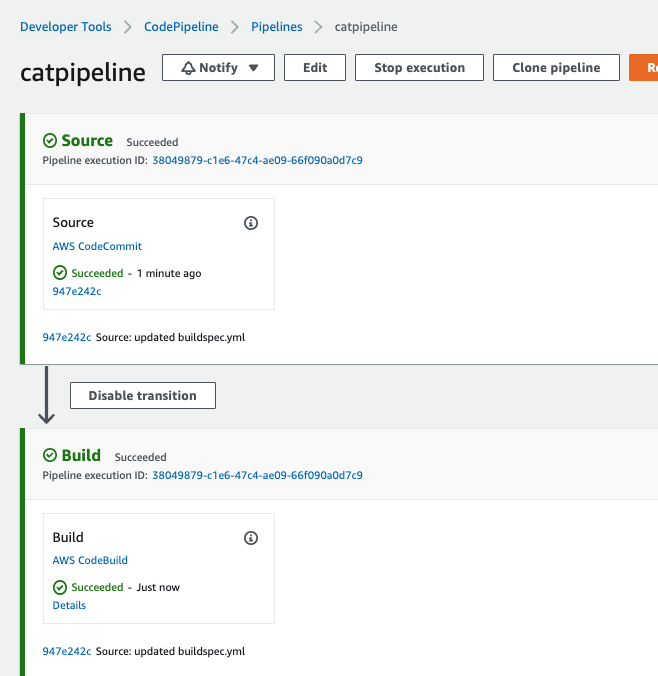 Developer Tools > CodePipeline > Pipelines > catpipeline
catpipeline Notify ▼ Edit Stop execution Clone pipeline
Source Succeeded
Pipeline execution ID: 38049879-c1e6-47c4-ae09-66f090a0d7c9
Source
AWS CodeCommit
Succeeded - 1 minute ago
947e242c
947e242c Source: updated buildspec.yml
Disable transition
Build Succeeded
Pipeline execution ID: 38049879-c1e6-47c4-ae09-66f090a0d7c9
Build
AWS CodeBuild
Succeeded - Just now
Details
947e242c Source: updated buildspec.yml